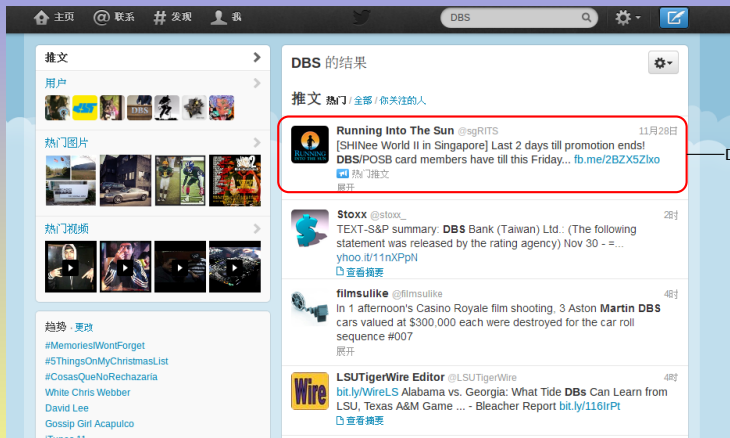 主页 联系 发现 我 DBS
推文
用户
热门图片
热门视频
趋势 · 更改
#MemoriesIWontForget
#5ThingsOnMyChristmasList
#CosasQueNoRechazaria
White Chris Webber
David Lee
Gossip Girl Acapulco
DBS 的结果
推文 热门 / 全部 / 你关注的人
Running Into The Sun @sgRITS 11月28日
[SHINee World II in Singapore] Last 2 days till promotion ends!
DBS/POSB card members have till this Friday... fb.me/2BZX5Zlxo
热门推文
展开
Stoxx @stoxx_ 2时
TEXT-S&P summary: DBS Bank (Taiwan) Ltd.: (The following
statement was released by the rating agency) Nov 30 - =...
yhoo.it/11nXPpN
查看摘要
filmsulike @filmsulike 4时
In 1 afternoon's Casino Royale film shooting, 3 Aston Martin DBS
cars valued at $300,000 each were destroyed for the car roll
sequence #007
展开
LSUTigerWire Editor @LSUTigerWire 4时
bit.ly/WireLS Alabama vs. Georgia: What Tide DBs Can Learn from
LSU, Texas A&M Game ... - Bleacher Report bit.ly/116IrPt
查看摘要
RUNNING
INTO THE SUN
Wire